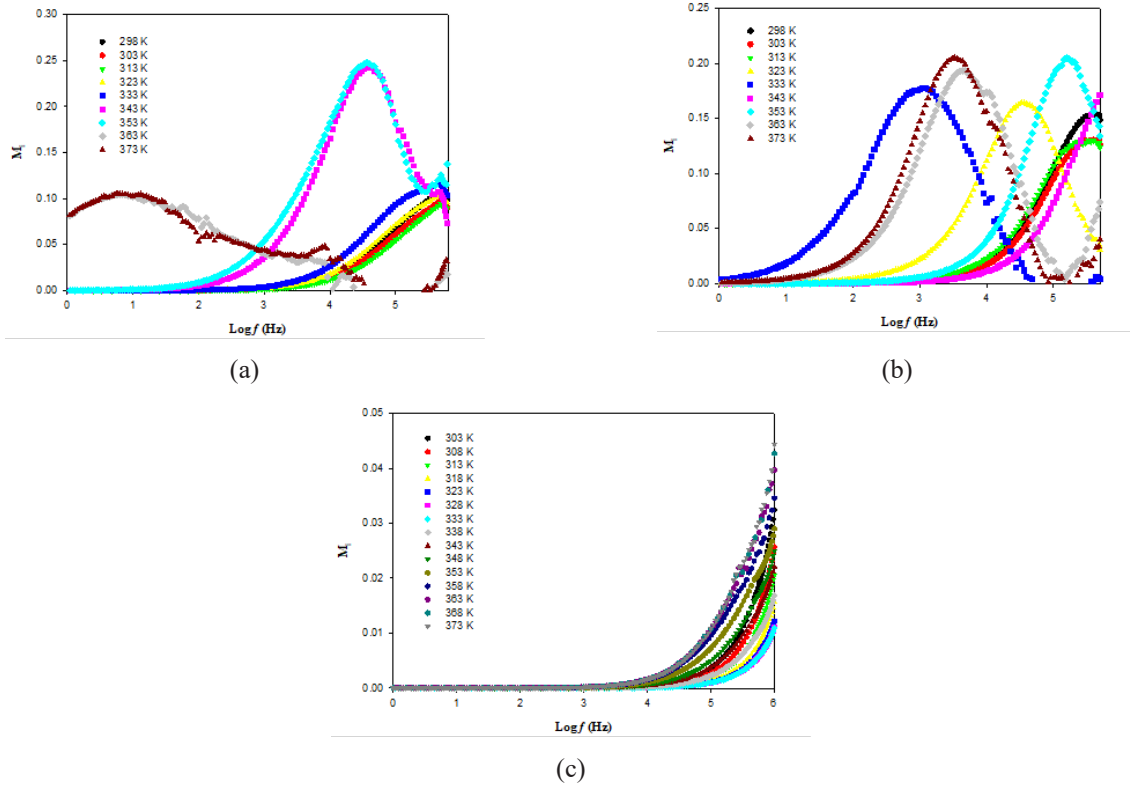 0.30
0.25
0.20
0.15
0.10
0.05
0.00
Mi
298 K
303 K
313 K
323 K
333 K
343 K
353 K
363 K
373 K
0 1 2 3 4 5
Log f (Hz)
(a)
0.25
0.20
0.15
0.10
0.05
0.00
Mi
298 K
303 K
313 K
323 K
333 K
343 K
353 K
363 K
373 K
0 1 2 3 4 5
Log f (Hz)
(b)
0.05
0.04
0.03
0.02
0.01
0.00
Mi
303 K
308 K
313 K
318 K
323 K
328 K
333 K
338 K
343 K
348 K
353 K
358 K
363 K
368 K
373 K
0 1 2 3 4 5 6
Log f (Hz)
(c)